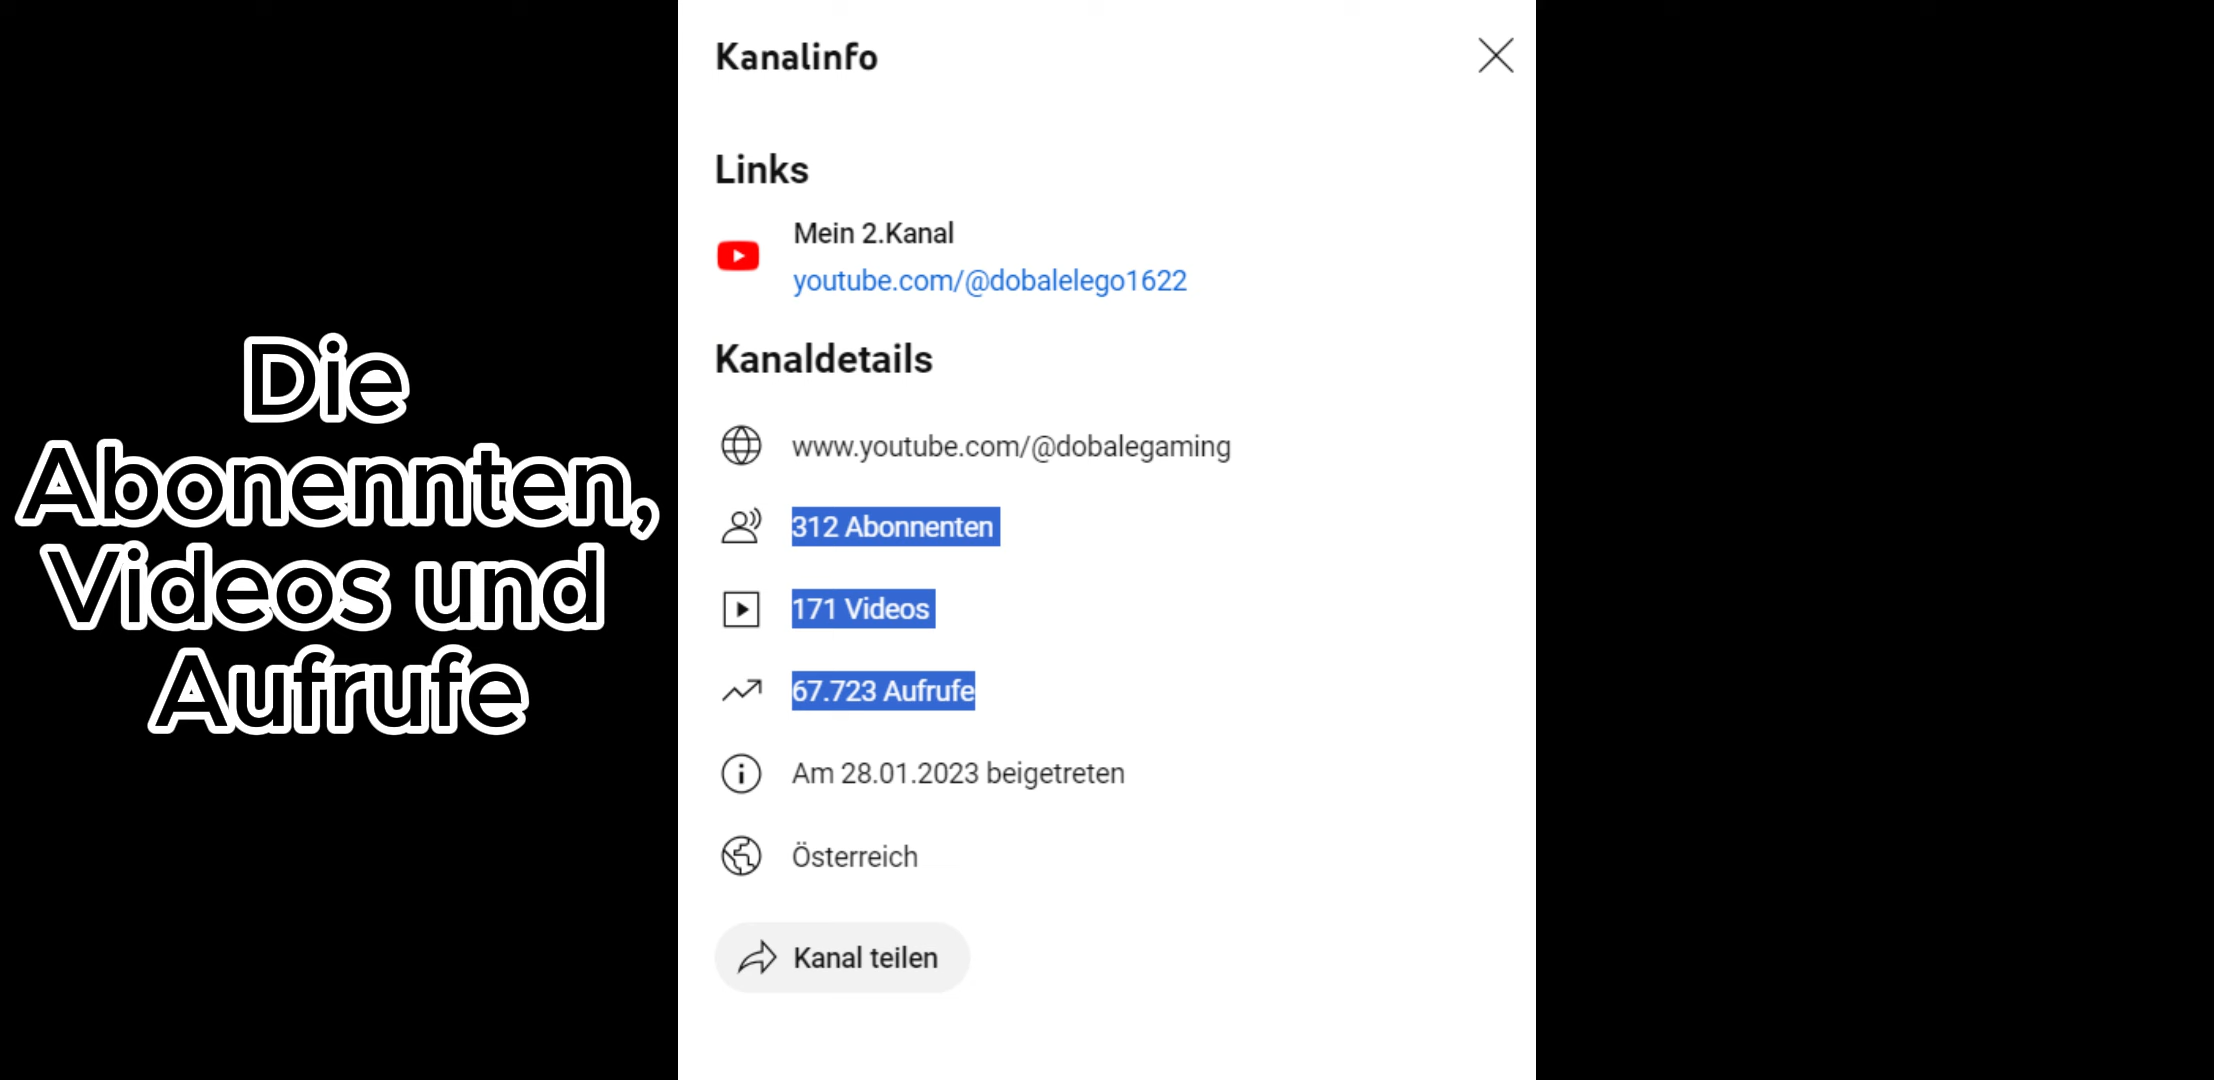 Die
Abonennten,
Videos und
Aufrufe
Kanalinfo
Links
Mein 2.Kanal
youtube.com/@dobalelego1622
Kanaldetails
www.youtube.com/@dobalegaming
312 Abonnenten
171 Videos
67.723 Aufrufe
Am 28.01.2023 beigetreten
Österreich
Kanal teilen